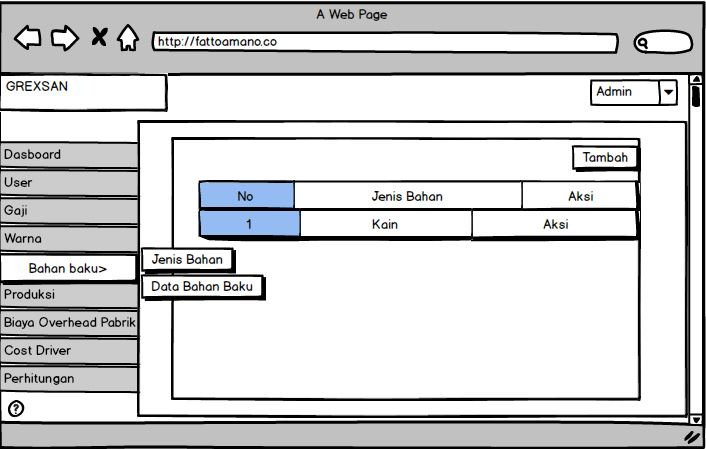 A Web Page
http://fattoamano.co
GREXSAN
Admin
Dasboard
User
Gaji
Warna
Bahan baku>
Produksi
Biaya Overhead Pabrik
Cost Driver
Perhitungan
?
Jenis Bahan
Data Bahan Baku
Tambah
No Jenis Bahan Aksi
1 Kain Aksi